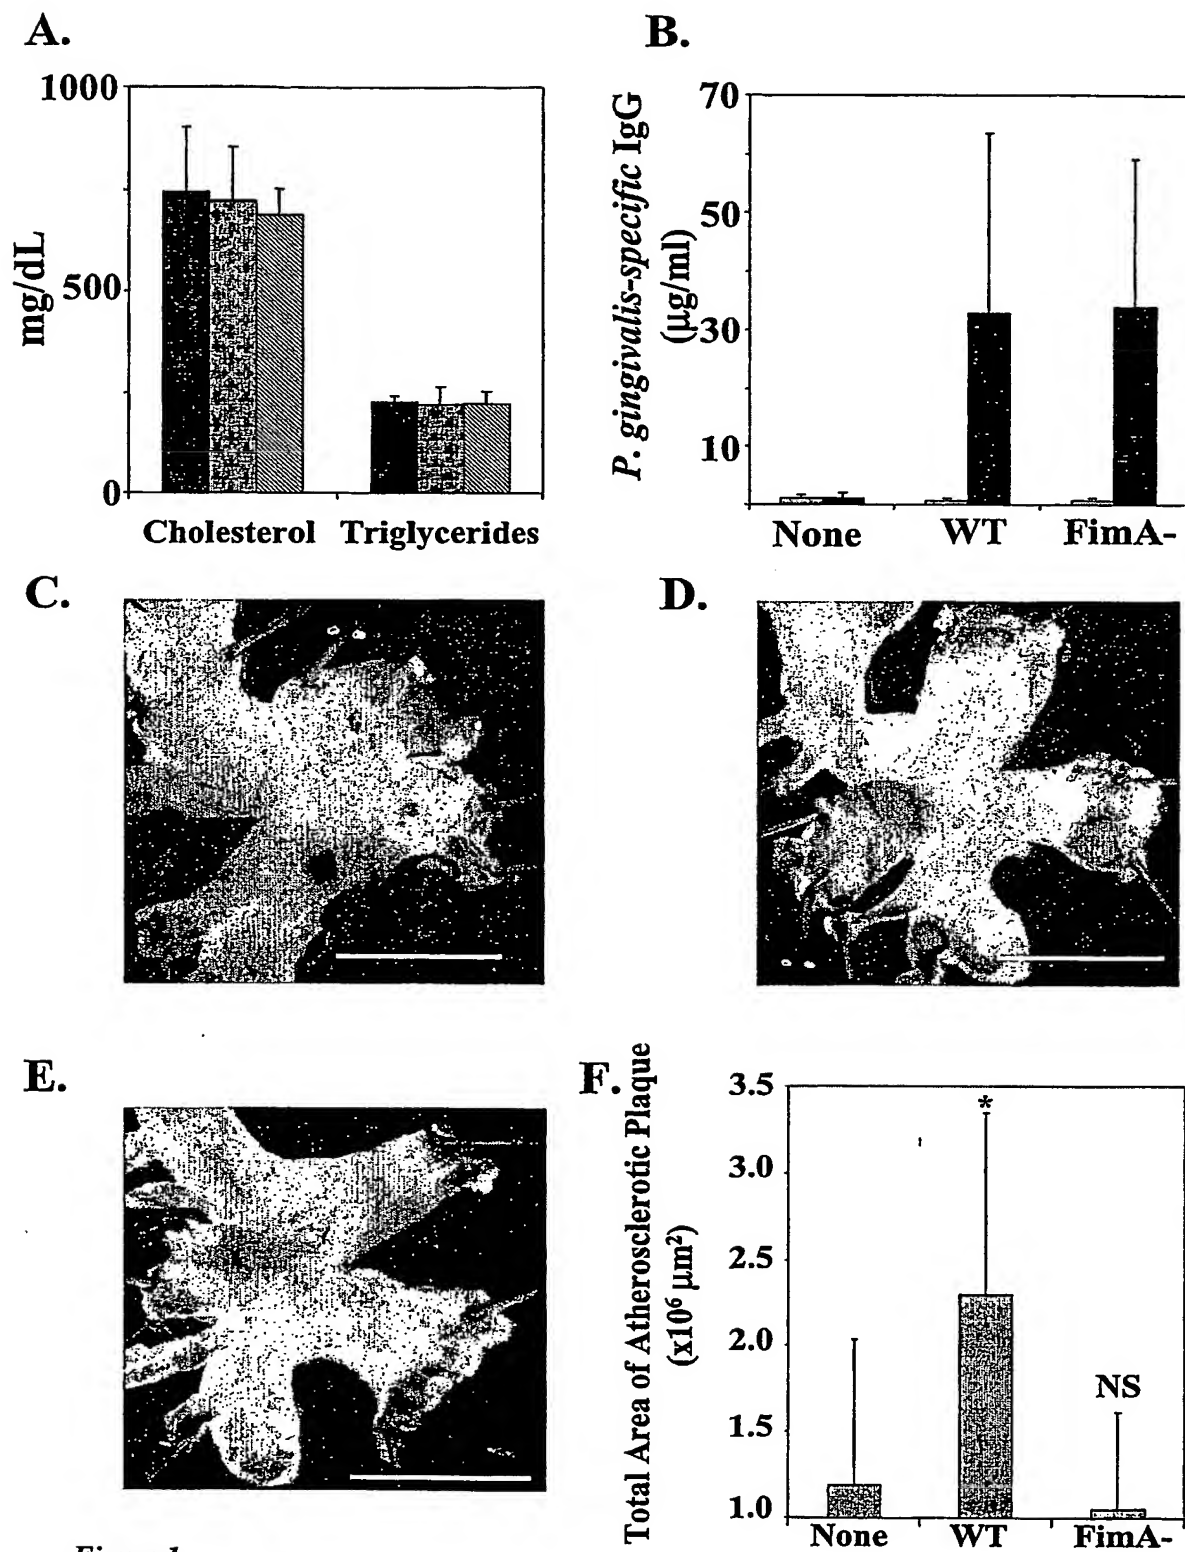 A.
1000
500
0
mg/dL
Cholesterol Triglycerides
B.
70
50
30
10
P. gingivalis-specific IgG
(µg/ml)
None WT FimA-
C.
D.
E.
F.
Total Area of Atherosclerotic Plaque
(x10⁶ µm²)
3.5
3.0
2.5
2.0
1.5
1.0
*
NS
None WT FimA-